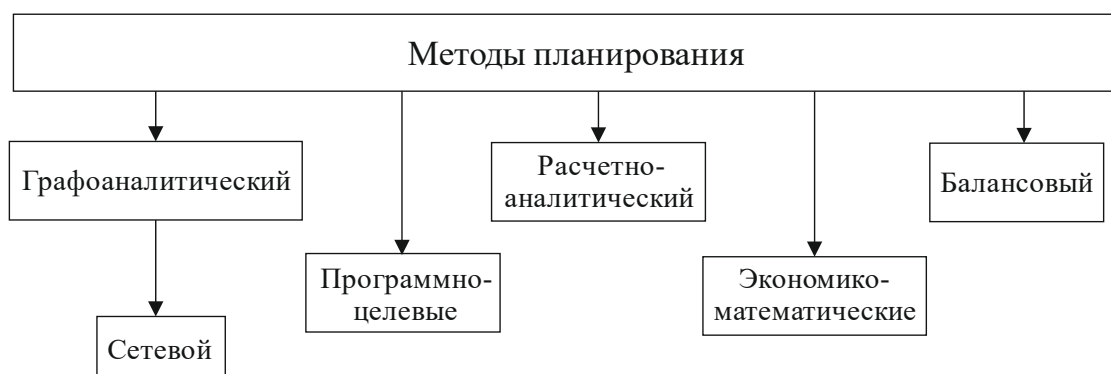 Методы планирования
Графоаналитический
Расчетно-
аналитический
Балансовый
Программно-
целевые
Экономико-
математические
Сетевой